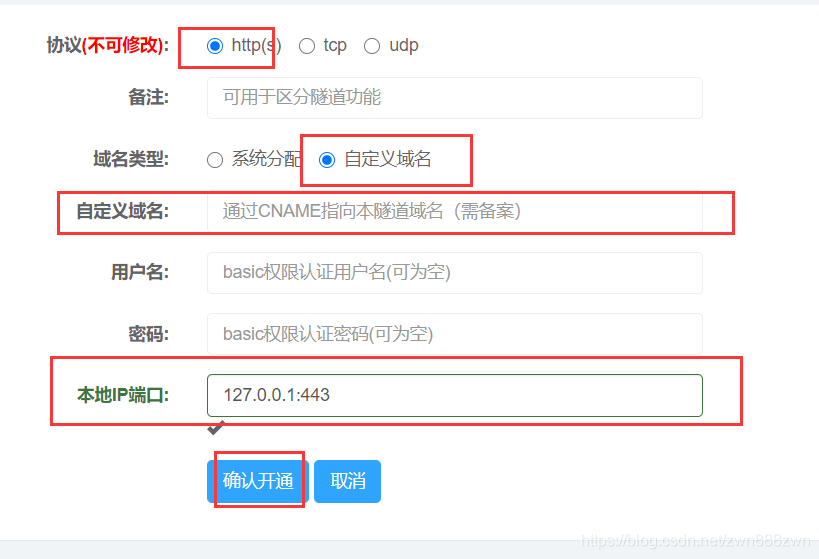 协议(不可修改): http(s) tcp udp
备注: 可用于区分隧道功能
域名类型: 系统分配 自定义域名
自定义域名: 通过CNAME指向本隧道域名（需备案）
用户名: basic权限认证用户名(可为空)
密码: basic权限认证密码(可为空)
本地IP端口: 127.0.0.1:443
确认开通 取消
https://blog.csdn.net/zwn888zwn